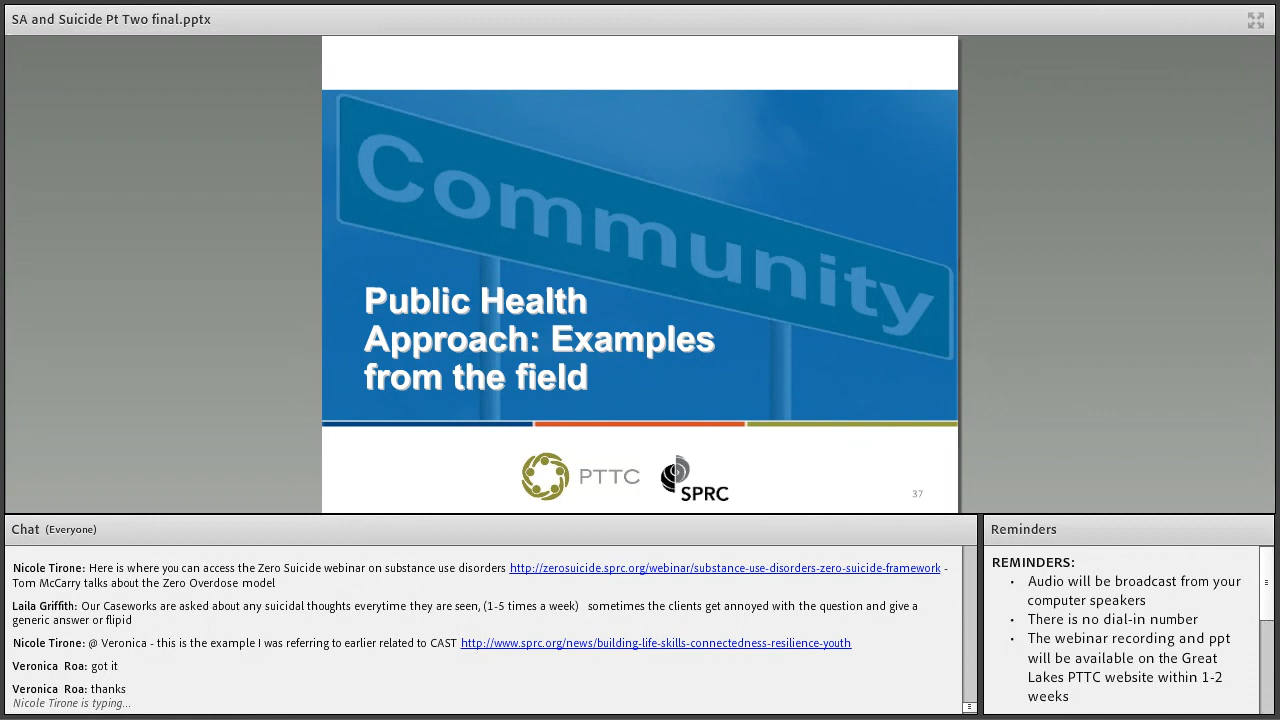 SA and Suicide Pt Two final.pptx
Community
Public Health
Approach: Examples
from the field
PTTC
SPRC
37
Chat (Everyone)
Nicole Tirone: Here is where you can access the Zero Suicide webinar on substance use disorders http://zerosuicide.sprc.org/webinar/substance-use-disorders-zero-suicide-framework -
Tom McCarry talks about the Zero Overdose model
Laila Griffith: Our Caseworks are asked about any suicidal thoughts everytime they are seen, (1-5 times a week) sometimes the clients get annoyed with the question and give a
generic answer or flipid
Nicole Tirone: @ Veronica - this is the example I was referring to earlier related to CAST http://www.sprc.org/news/building-life-skills-connectedness-resilience-youth
Veronica Roa: got it
Veronica Roa: thanks
Nicole Tirone is typing...
Reminders
REMINDERS:
• Audio will be broadcast from your
computer speakers
• There is no dial-in number
• The webinar recording and ppt
will be available on the Great
Lakes PTTC website within 1-2
weeks